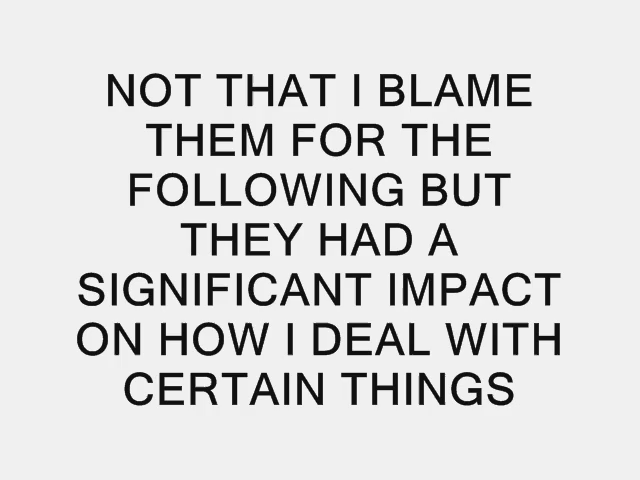 NOT THAT I BLAME
THEM FOR THE
FOLLOWING BUT
THEY HAD A
SIGNIFICANT IMPACT
ON HOW I DEAL WITH
CERTAIN THINGS